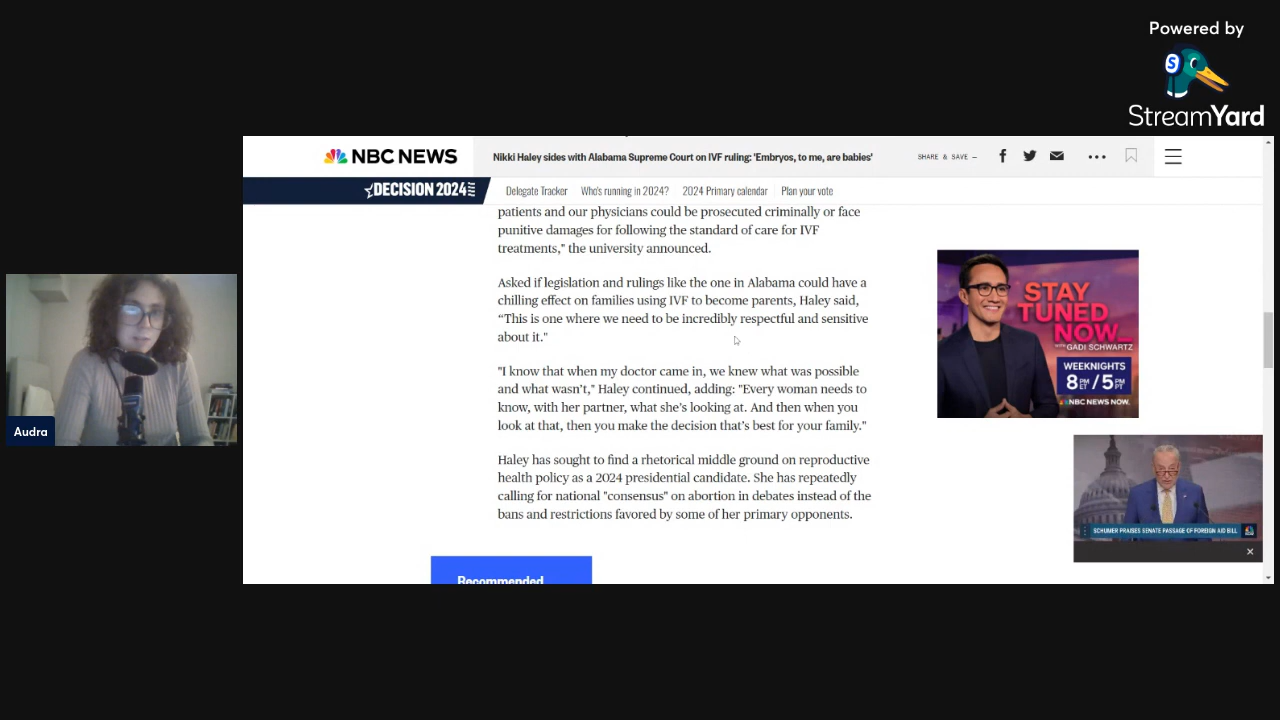 Powered by
StreamYard
NBC NEWS
Nikki Haley sides with Alabama Supreme Court on IVF ruling: 'Embryos, to me, are babies'
SHARE & SAVE —
DECISION 2024
Delegate Tracker
Who's running in 2024?
2024 Primary calendar
Plan your vote
patients and our physicians could be prosecuted criminally or face
punitive damages for following the standard of care for IVF
treatments," the university announced.
Asked if legislation and rulings like the one in Alabama could have a
chilling effect on families using IVF to become parents, Haley said,
“This is one where we need to be incredibly respectful and sensitive
about it."
"I know that when my doctor came in, we knew what was possible
and what wasn’t," Haley continued, adding: "Every woman needs to
know, with her partner, what she’s looking at. And then when you
look at that, then you make the decision that’s best for your family.”
Haley has sought to find a rhetorical middle ground on reproductive
health policy as a 2024 presidential candidate. She has repeatedly
calling for national "consensus" on abortion in debates instead of the
bans and restrictions favored by some of her primary opponents.
Recommended
STAY
TUNED
NOW
WITH GADI SCHWARTZ
WEEKNIGHTS
8PM ET / 5PM PT
NBC NEWS NOW.
SCHUMER PRAISES SENATE PASSAGE OF FOREIGN AID BILL
Audra